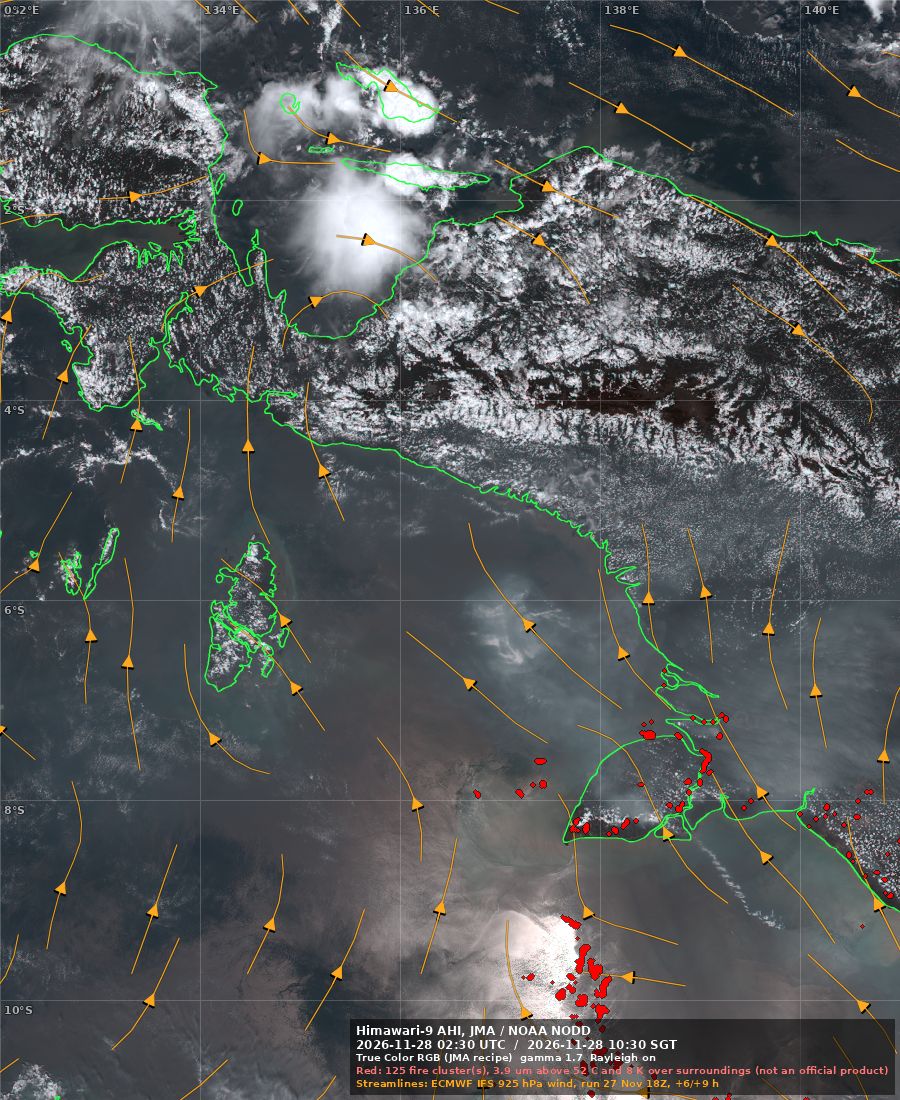 032°E
134°E
136°E
138°E
140°E
2°S
4°S
6°S
8°S
10°S
Himawari-9 AHI, JMA / NOAA NODD
2026-11-28 02:30 UTC / 2026-11-28 10:30 SGT
True Color RGB (JMA recipe) gamma 1.7 Rayleigh on
Red: 125 fire cluster(s), 3.9 um above 52 C and 8 K over surroundings (not an official product)
Streamlines: ECMWF IFS 925 hPa wind, run 27 Nov 18Z, +6/+9 h